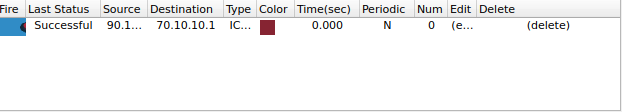 Fire Last Status Source Destination Type Color Time(sec) Periodic Num Edit Delete
Successful 90.1... 70.10.10.1 IC... 0.000 N 0 (e... (delete)